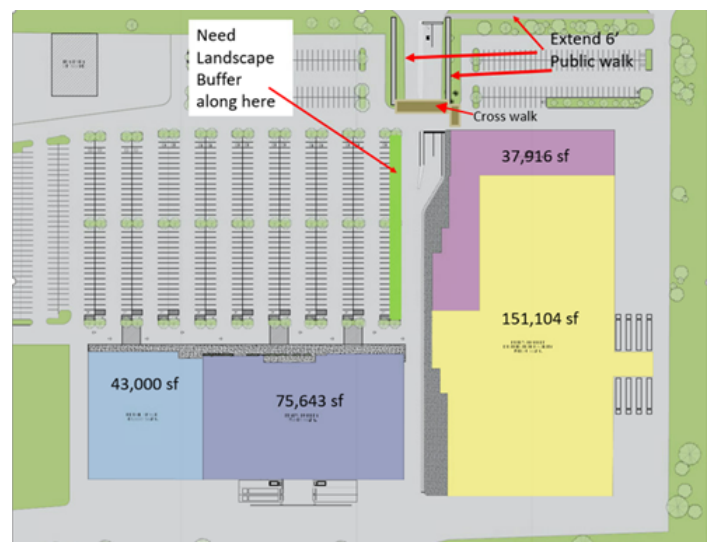 Need
Landscape
Buffer
along here
Extend 6’
Public walk
Cross walk
37,916 sf
151,104 sf
43,000 sf
75,643 sf